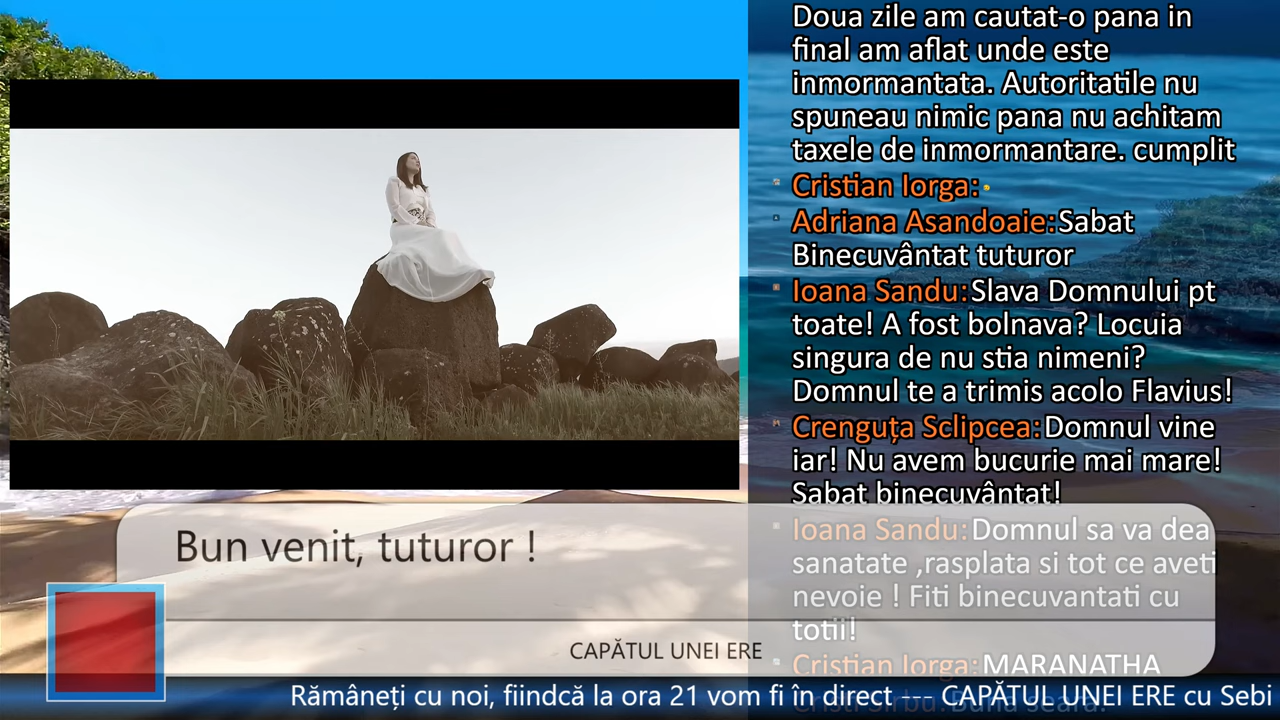 Doua zile am cautat-o pana in
final am aflat unde este
inmormantata. Autoritatile nu
spuneau nimic pana nu achitam
taxele de inmormantare. cumplit
Cristian Iorga:
Adriana Asandoaie: Sabat
Binecuvântat tuturor
Ioana Sandu: Slava Domnului pt
toate! A fost bolnava? Locuia
singura de nu stia nimeni?
Domnul te a trimis acolo Flavius!
Crenguța Sclipcea: Domnul vine
iar! Nu avem bucurie mai mare!
Sabat binecuvântat!
Ioana Sandu: Domnul sa va dea
sanatate ,rasplata si tot ce aveti
nevoie ! Fiti binecuvantati cu
totii!
Cristian Iorga: MARANATHA
Cristi Sirbu: Buna seara.
Bun venit, tuturor !
CAPĂTUL UNEI ERE
Rămâneți cu noi, fiindcă la ora 21 vom fi în direct --- CAPĂTUL UNEI ERE cu Sebi